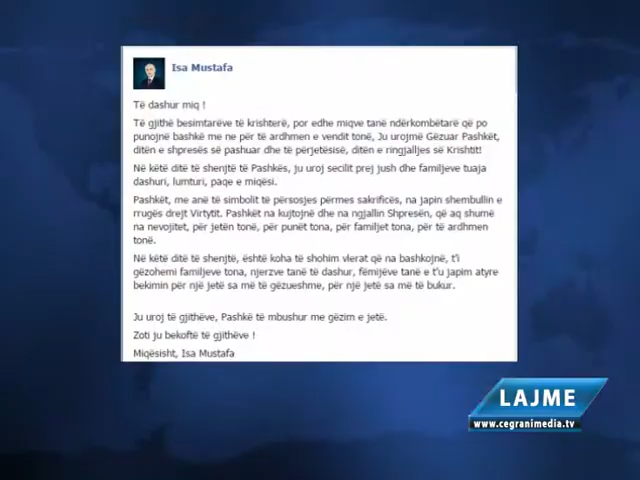 Isa Mustafa
Të dashur miq !
Të gjithë besimtarëve të krishterë, por edhe miqve tanë ndërkombëtarë që po
punojnë bashkë me ne për të ardhmen e vendit tonë, Ju urojmë Gëzuar Pashkët,
ditën e shpresës së pashuar dhe të përjetësisë, ditën e ringjalljes së Krishtit!
Në këtë ditë të shenjtë të Pashkës, ju uroj secilit prej jush dhe familjeve tuaja
dashuri, lumturi, paqe e miqësi.
Pashkët, me anë të simbolit të përsosjes përmes sakrificës, na japin shembullin e
rrugës drejt Virtytit. Pashkët na kujtojnë dhe na ngjallin Shpresën, që aq shumë
na nevojitet, për jetën tonë, për punët tona, për familjet tona, për të ardhmen
tonë.
Në këtë ditë të shenjtë, është koha të shohim vlerat që na bashkojnë, t'i
gëzohemi familjeve tona, njerzve tanë të dashur, fëmijëve tanë e t'u japim atyre
bekimin për një jetë sa më të gëzueshme, për një jetë sa më të bukur.
Ju uroj të gjithëve, Pashkë të mbushur me gëzim e jetë.
Zoti ju bekoftë të gjithëve !
Miqësisht, Isa Mustafa
LAJME
www.cegranimedia.tv